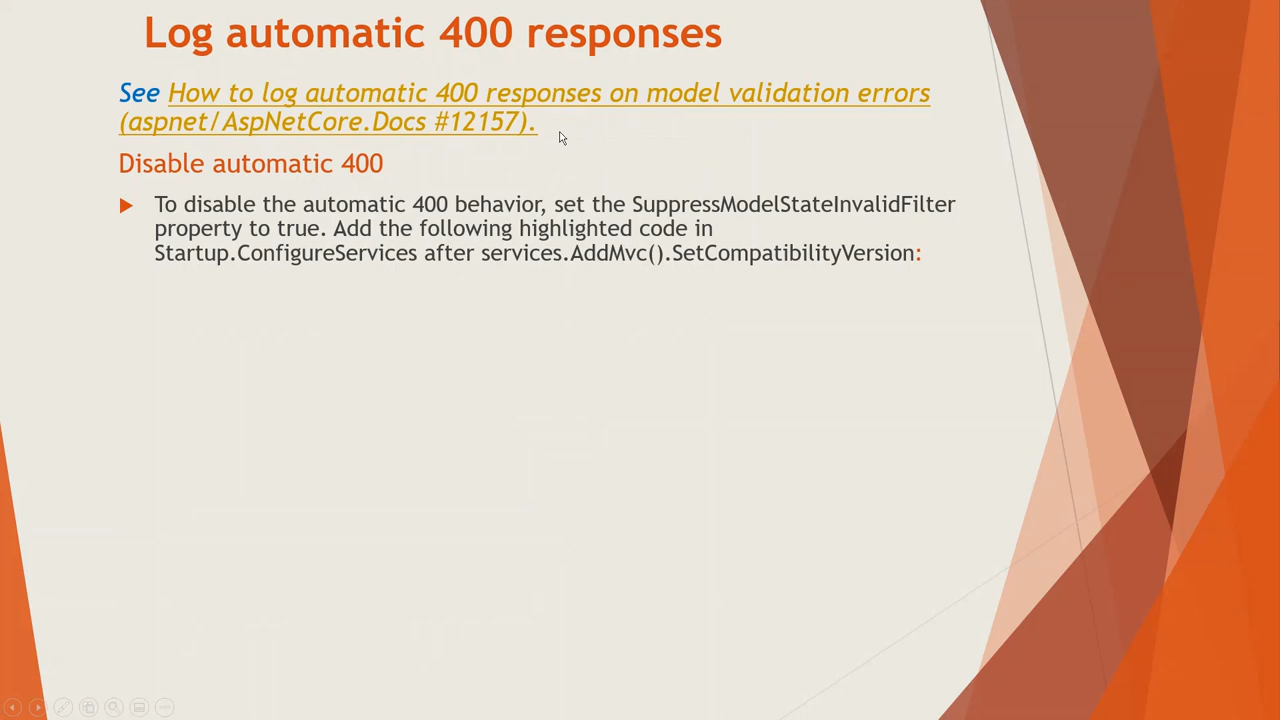 Log automatic 400 responses
See How to log automatic 400 responses on model validation errors
(aspnet/AspNetCore.Docs #12157).
Disable automatic 400
To disable the automatic 400 behavior, set the SuppressModelStateInvalidFilter
property to true. Add the following highlighted code in
Startup.ConfigureServices after services.AddMvc().SetCompatibilityVersion: